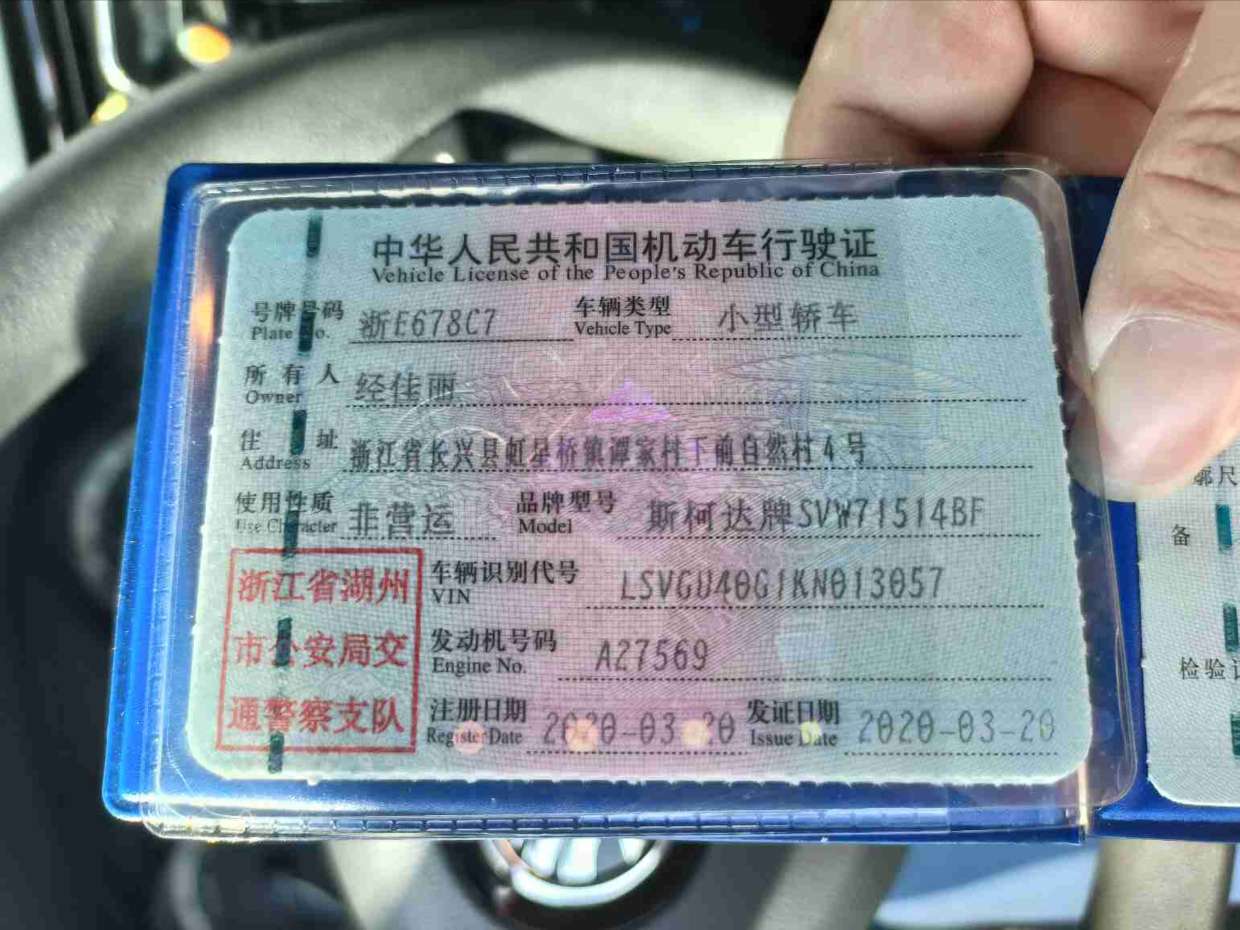 中华人民共和国机动车行驶证
Vehicle License of the People's Republic of China
号牌号码 浙E678C7 车辆类型 小型轿车
Plate No. Vehicle Type
所有人 经佳丽
Owner
住址 浙江省长兴县虹星桥镇谭家村下前自然村4号
Address
使用性质 非营运 品牌型号 斯柯达牌SVW71514BF
Use Character Model
浙江省湖州
市公安局交
通警察支队
车辆识别代号 LSVGU40G1KN013057
VIN
发动机号码 A27569
Engine No.
注册日期 2020-03-20 发证日期 2020-03-20
Register Date Issue Date
廓尺
备
检验